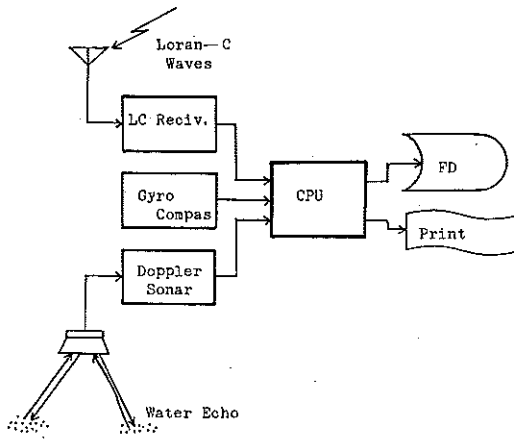 Loran-C
Waves
LC Reciv.
Gyro
Compas
CPU
FD
Print
Doppler
Sonar
Water Echo